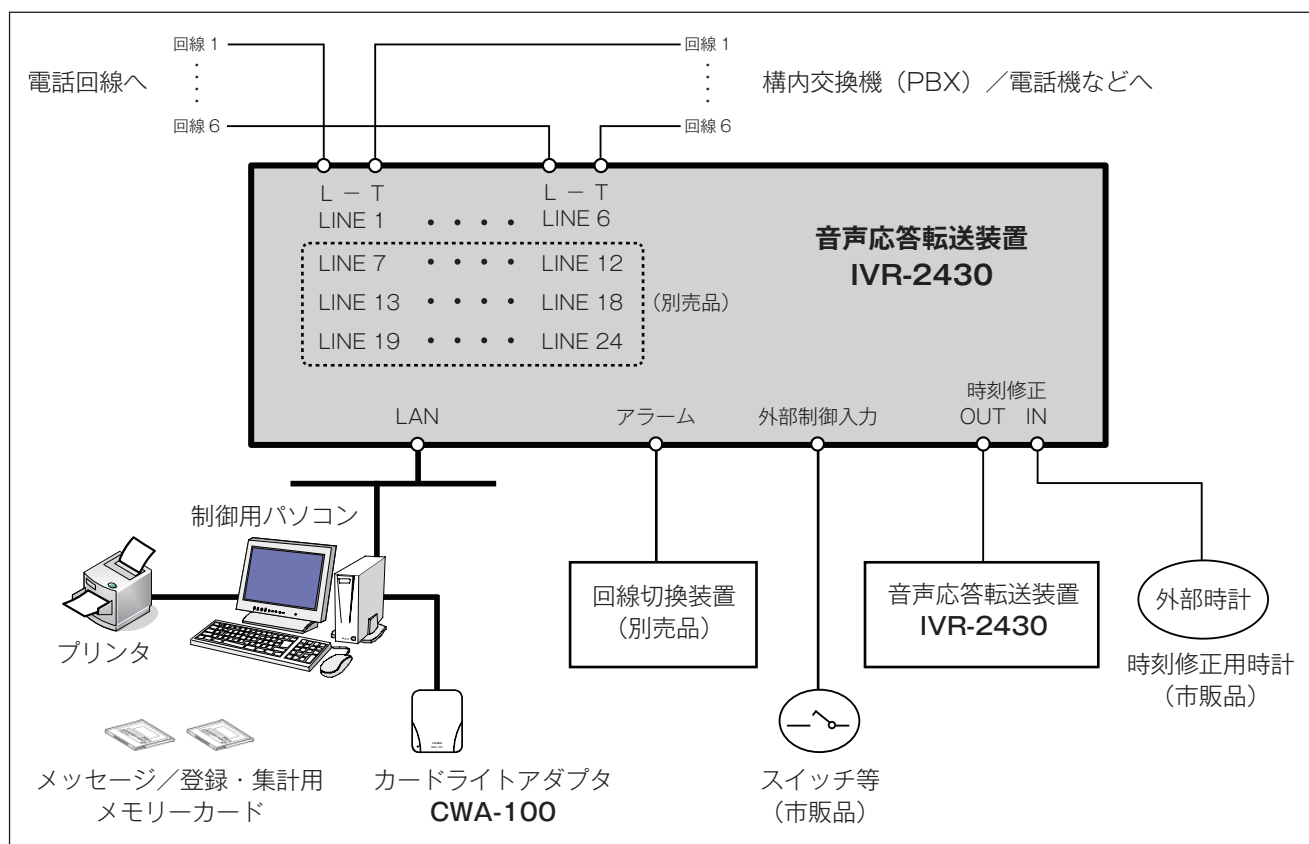 回線 1
回線 1
電話回線へ
構内交換機（PBX）／電話機などへ
回線 6
回線 6
L － T
L － T
LINE 1 ・・・・ LINE 6
LINE 7 ・・・・ LINE 12
LINE 13 ・・・・ LINE 18
LINE 19 ・・・・ LINE 24
（別売品）
音声応答転送装置
IVR-2430
LAN
アラーム
外部制御入力
時刻修正
OUT IN
制御用パソコン
プリンタ
回線切換装置
（別売品）
音声応答転送装置
IVR-2430
外部時計
時刻修正用時計
（市販品）
メッセージ／登録・集計用
メモリーカード
カードライトアダプタ
CWA-100
スイッチ等
（市販品）